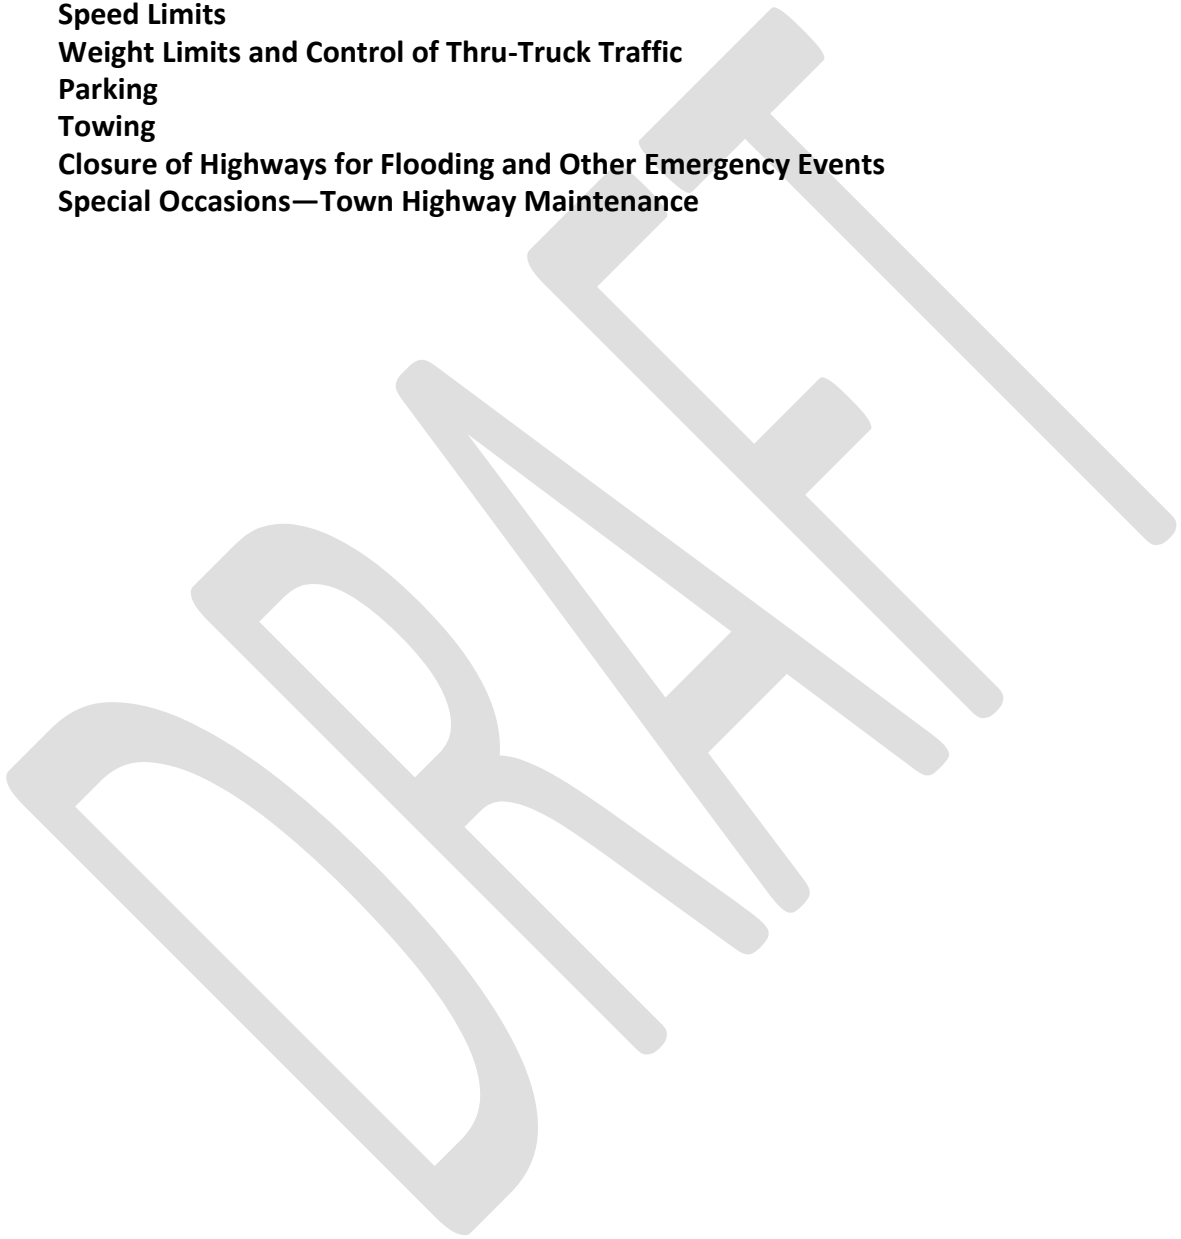 Speed Limits
Weight Limits and Control of Thru-Truck Traffic
Parking
Towing
Closure of Highways for Flooding and Other Emergency Events
Special Occasions—Town Highway Maintenance
DRAFT